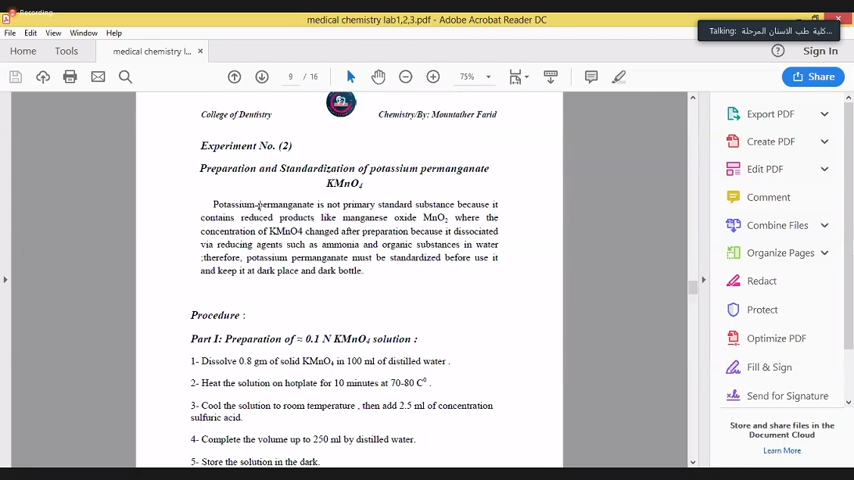 Recording
medical chemistry lab1,2,3.pdf - Adobe Acrobat Reader DC
Talking: كلية طب الاسنان المرحلة...
File Edit View Window Help
Home Tools medical chemistry l... ×
Sign In
9 / 16
75%
Share
College of Dentistry
Chemistry/By: Mountather Farid
Experiment No. (2)
Preparation and Standardization of potassium permanganate
KMnO4
Potassium-permanganate is not primary standard substance because it
contains reduced products like manganese oxide MnO2 where the
concentration of KMnO4 changed after preparation because it dissociated
via reducing agents such as ammonia and organic substances in water
;therefore, potassium permanganate must be standardized before use it
and keep it at dark place and dark bottle.
Procedure :
Part I: Preparation of ≈ 0.1 N KMnO4 solution :
1- Dissolve 0.8 gm of solid KMnO4 in 100 ml of distilled water .
2- Heat the solution on hotplate for 10 minutes at 70-80 C0 .
3- Cool the solution to room temperature , then add 2.5 ml of concentration
sulfuric acid.
4- Complete the volume up to 250 ml by distilled water.
5- Store the solution in the dark.
Export PDF
Create PDF
Edit PDF
Comment
Combine Files
Organize Pages
Redact
Protect
Optimize PDF
Fill & Sign
Send for Signature
Store and share files in the
Document Cloud
Learn More